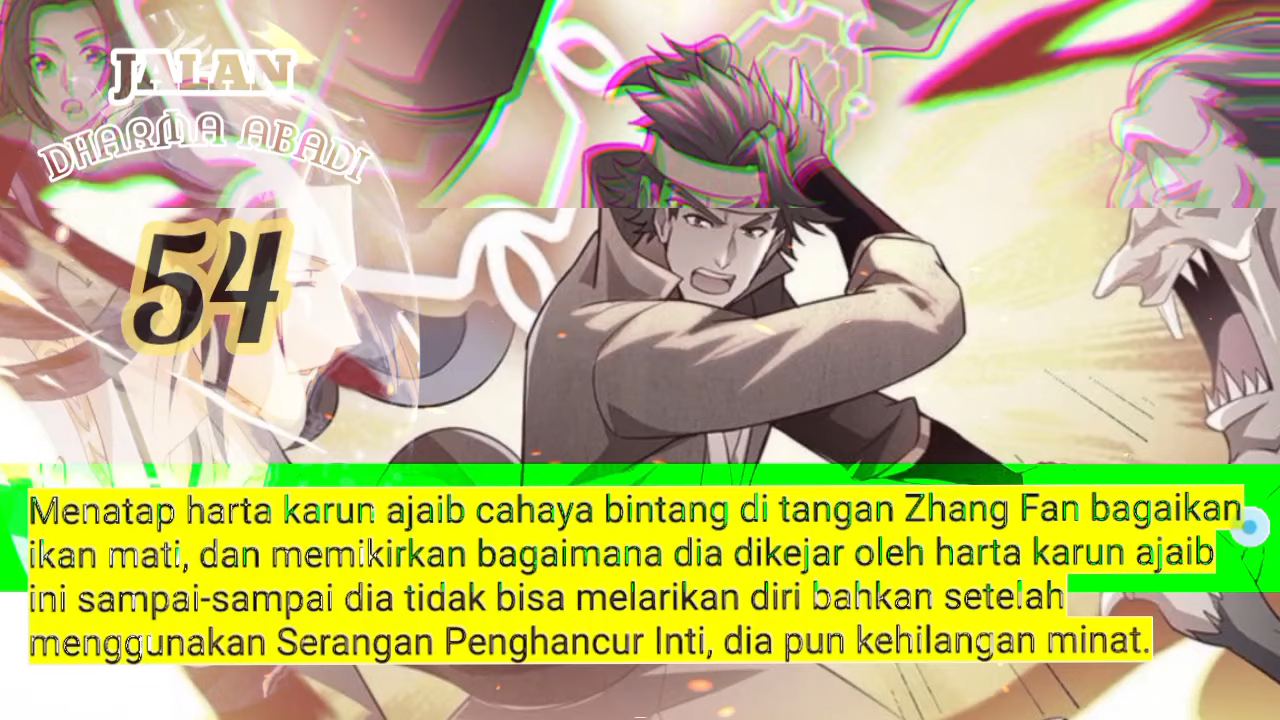 JALAN
DHARMA ABADI
54
Menatap harta karun ajaib cahaya bintang di tangan Zhang Fan bagaikan
ikan mati, dan memikirkan bagaimana dia dikejar oleh harta karun ajaib
ini sampai-sampai dia tidak bisa melarikan diri bahkan setelah
menggunakan Serangan Penghancur Inti, dia pun kehilangan minat.